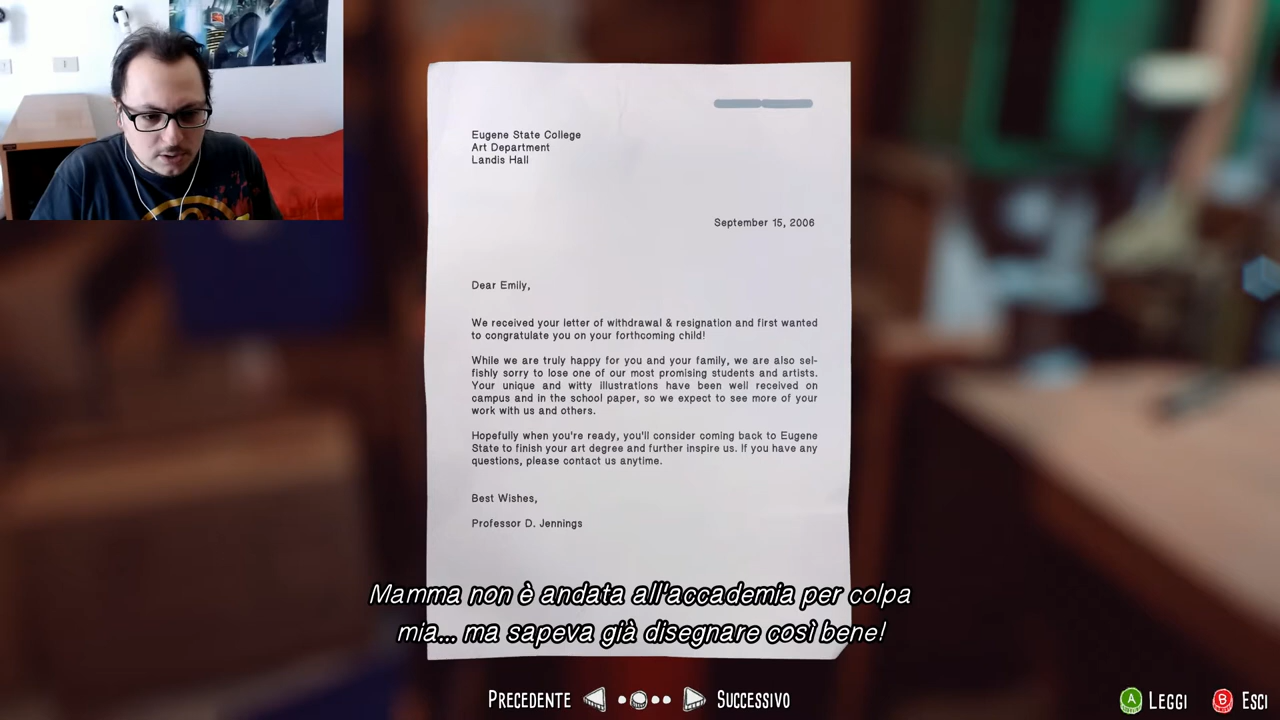 Eugene State College
Art Department
Landis Hall
September 15, 2006
Dear Emily,
We received your letter of withdrawal & resignation and first wanted
to congratulate you on your forthcoming child!
While we are truly happy for you and your family, we are also sel-
fishly sorry to lose one of our most promising students and artists.
Your unique and witty illustrations have been well received on
campus and in the school paper, so we expect to see more of your
work with us and others.
Hopefully when you're ready, you'll consider coming back to Eugene
State to finish your art degree and further inspire us. If you have any
questions, please contact us anytime.
Best Wishes,
Professor D. Jennings
Mamma non è andata all'accademia per colpa
mia... ma sapeva già disegnare così bene!
Precedente Successivo
A Leggi B Esci